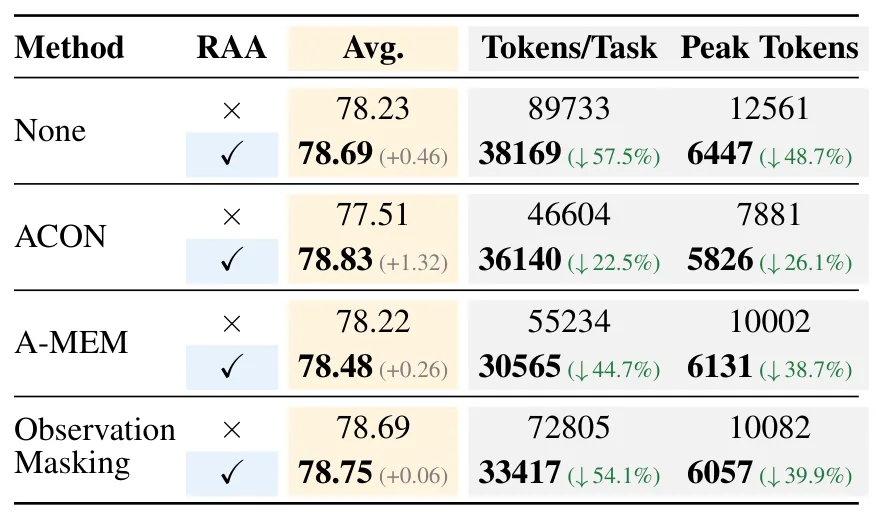 Method RAA Avg. Tokens/Task Peak Tokens
None × 78.23 89733 12561
✓ 78.69 (+0.46) 38169 (↓57.5%) 6447 (↓48.7%)
ACON × 77.51 46604 7881
✓ 78.83 (+1.32) 36140 (↓22.5%) 5826 (↓26.1%)
A-MEM × 78.22 55234 10002
✓ 78.48 (+0.26) 30565 (↓44.7%) 6131 (↓38.7%)
Observation × 78.69 72805 10082
Masking ✓ 78.75 (+0.06) 33417 (↓54.1%) 6057 (↓39.9%)